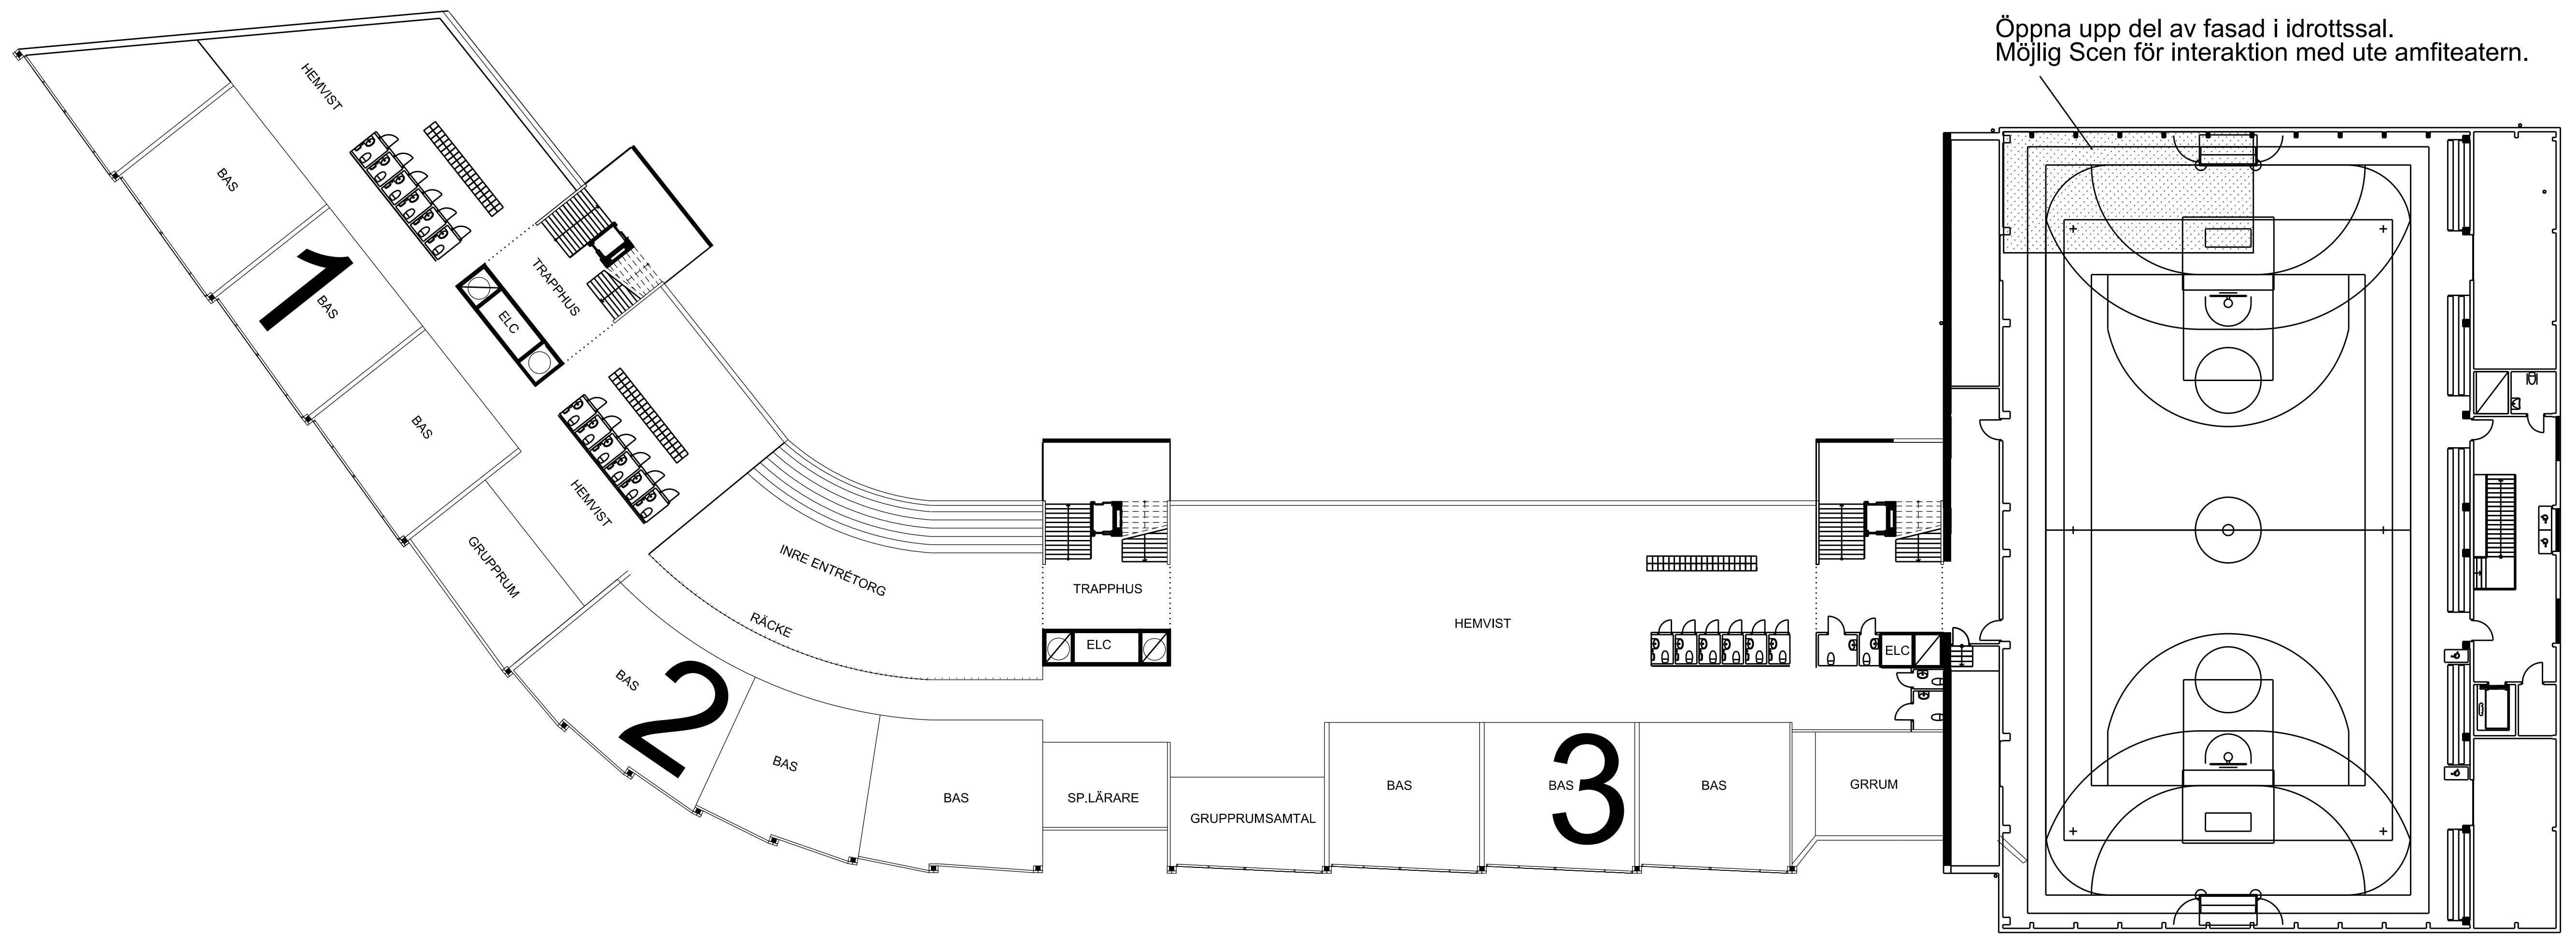 Öppna upp del av fasad i idrottssal.
Möjlig Scen för interaktion med ute amfiteatern.
HEMVIST
BAS
1
BAS
TRAPPHUS
ELC
BAS
HEMVIST
GRUPPRUM
INRE ENTRÉTORG
RÄCKE
TRAPPHUS
ELC
HEMVIST
ELC
BAS
2
BAS
BAS
SP.LÄRARE
GRUPPRUMSAMTAL
BAS
BAS
3
BAS
GRRUM